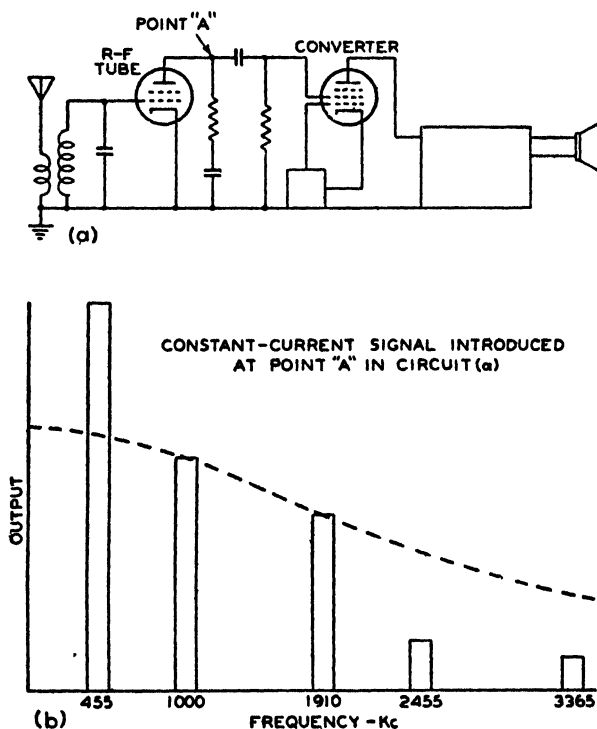 POINT "A"
R-F
TUBE
CONVERTER
(a)
CONSTANT-CURRENT SIGNAL INTRODUCED
AT POINT "A" IN CIRCUIT (a)
OUTPUT
455 1000 1910 2455 3365
(b) FREQUENCY-Kc